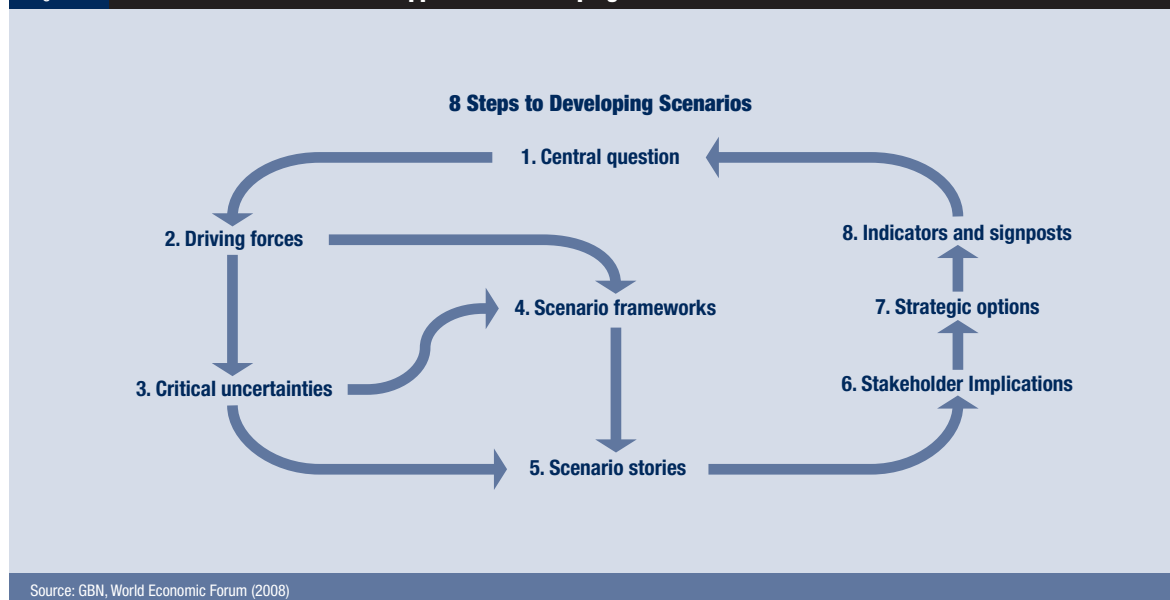 8 Steps to Developing Scenarios
1. Central question
2. Driving forces
8. Indicators and signposts
4. Scenario frameworks
7. Strategic options
3. Critical uncertainties
6. Stakeholder Implications
5. Scenario stories
Source: GBN, World Economic Forum (2008)